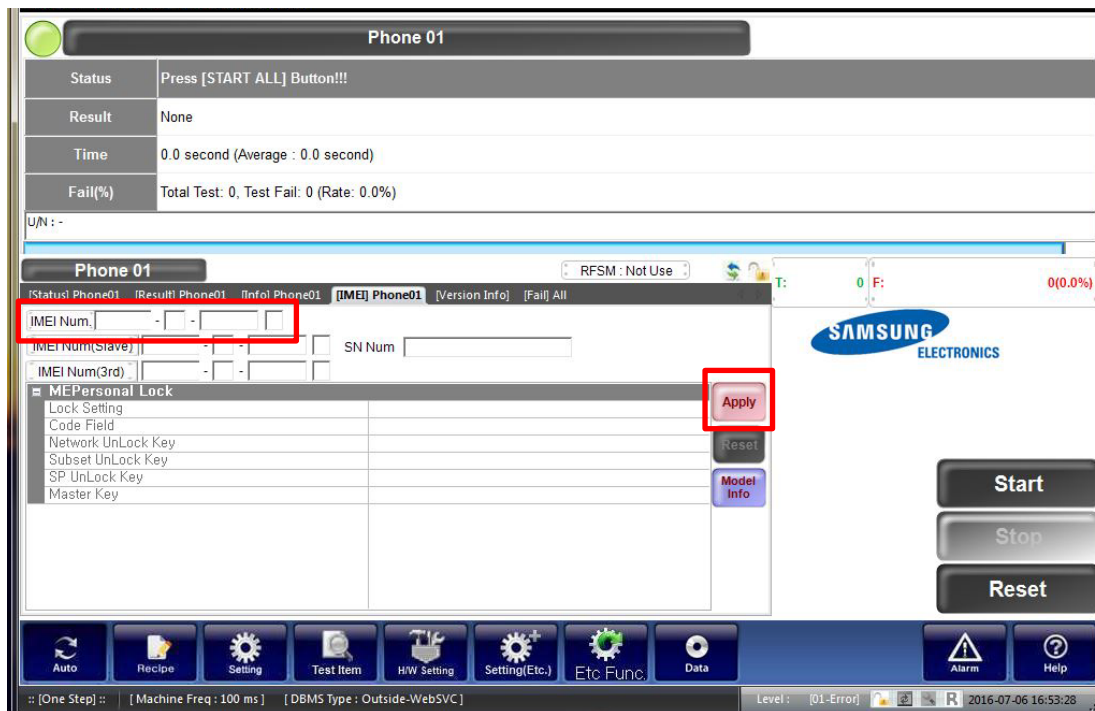 Phone 01
Status Press [START ALL] Button!!!
Result None
Time 0.0 second (Average : 0.0 second)
Fail(%) Total Test: 0, Test Fail: 0 (Rate: 0.0%)
U/N : -
Phone 01 RFSM : Not Use
T: 0 F: 0(0.0%)
[Status] Phone01 [Result] Phone01 [Info] Phone01 [IMEI] Phone01 [Version Info] [Fail] All
IMEI Num. - -
IMEI Num(Slave) - - SN Num
IMEI Num(3rd) - -
SAMSUNG
ELECTRONICS
MEPersonal Lock
Lock Setting
Code Field
Network UnLock Key
Subset UnLock Key
SP UnLock Key
Master Key
Apply
Reset
Model
Info
Start
Stop
Reset
Auto Recipe Setting Test Item H/W Setting Setting(Etc.) Etc Func. Data Alarm Help
:: [One Step] :: [ Machine Freq : 100 ms ] [ DBMS Type : Outside-WebSVC ] Level : [01-Error] R 2016-07-06 16:53:28